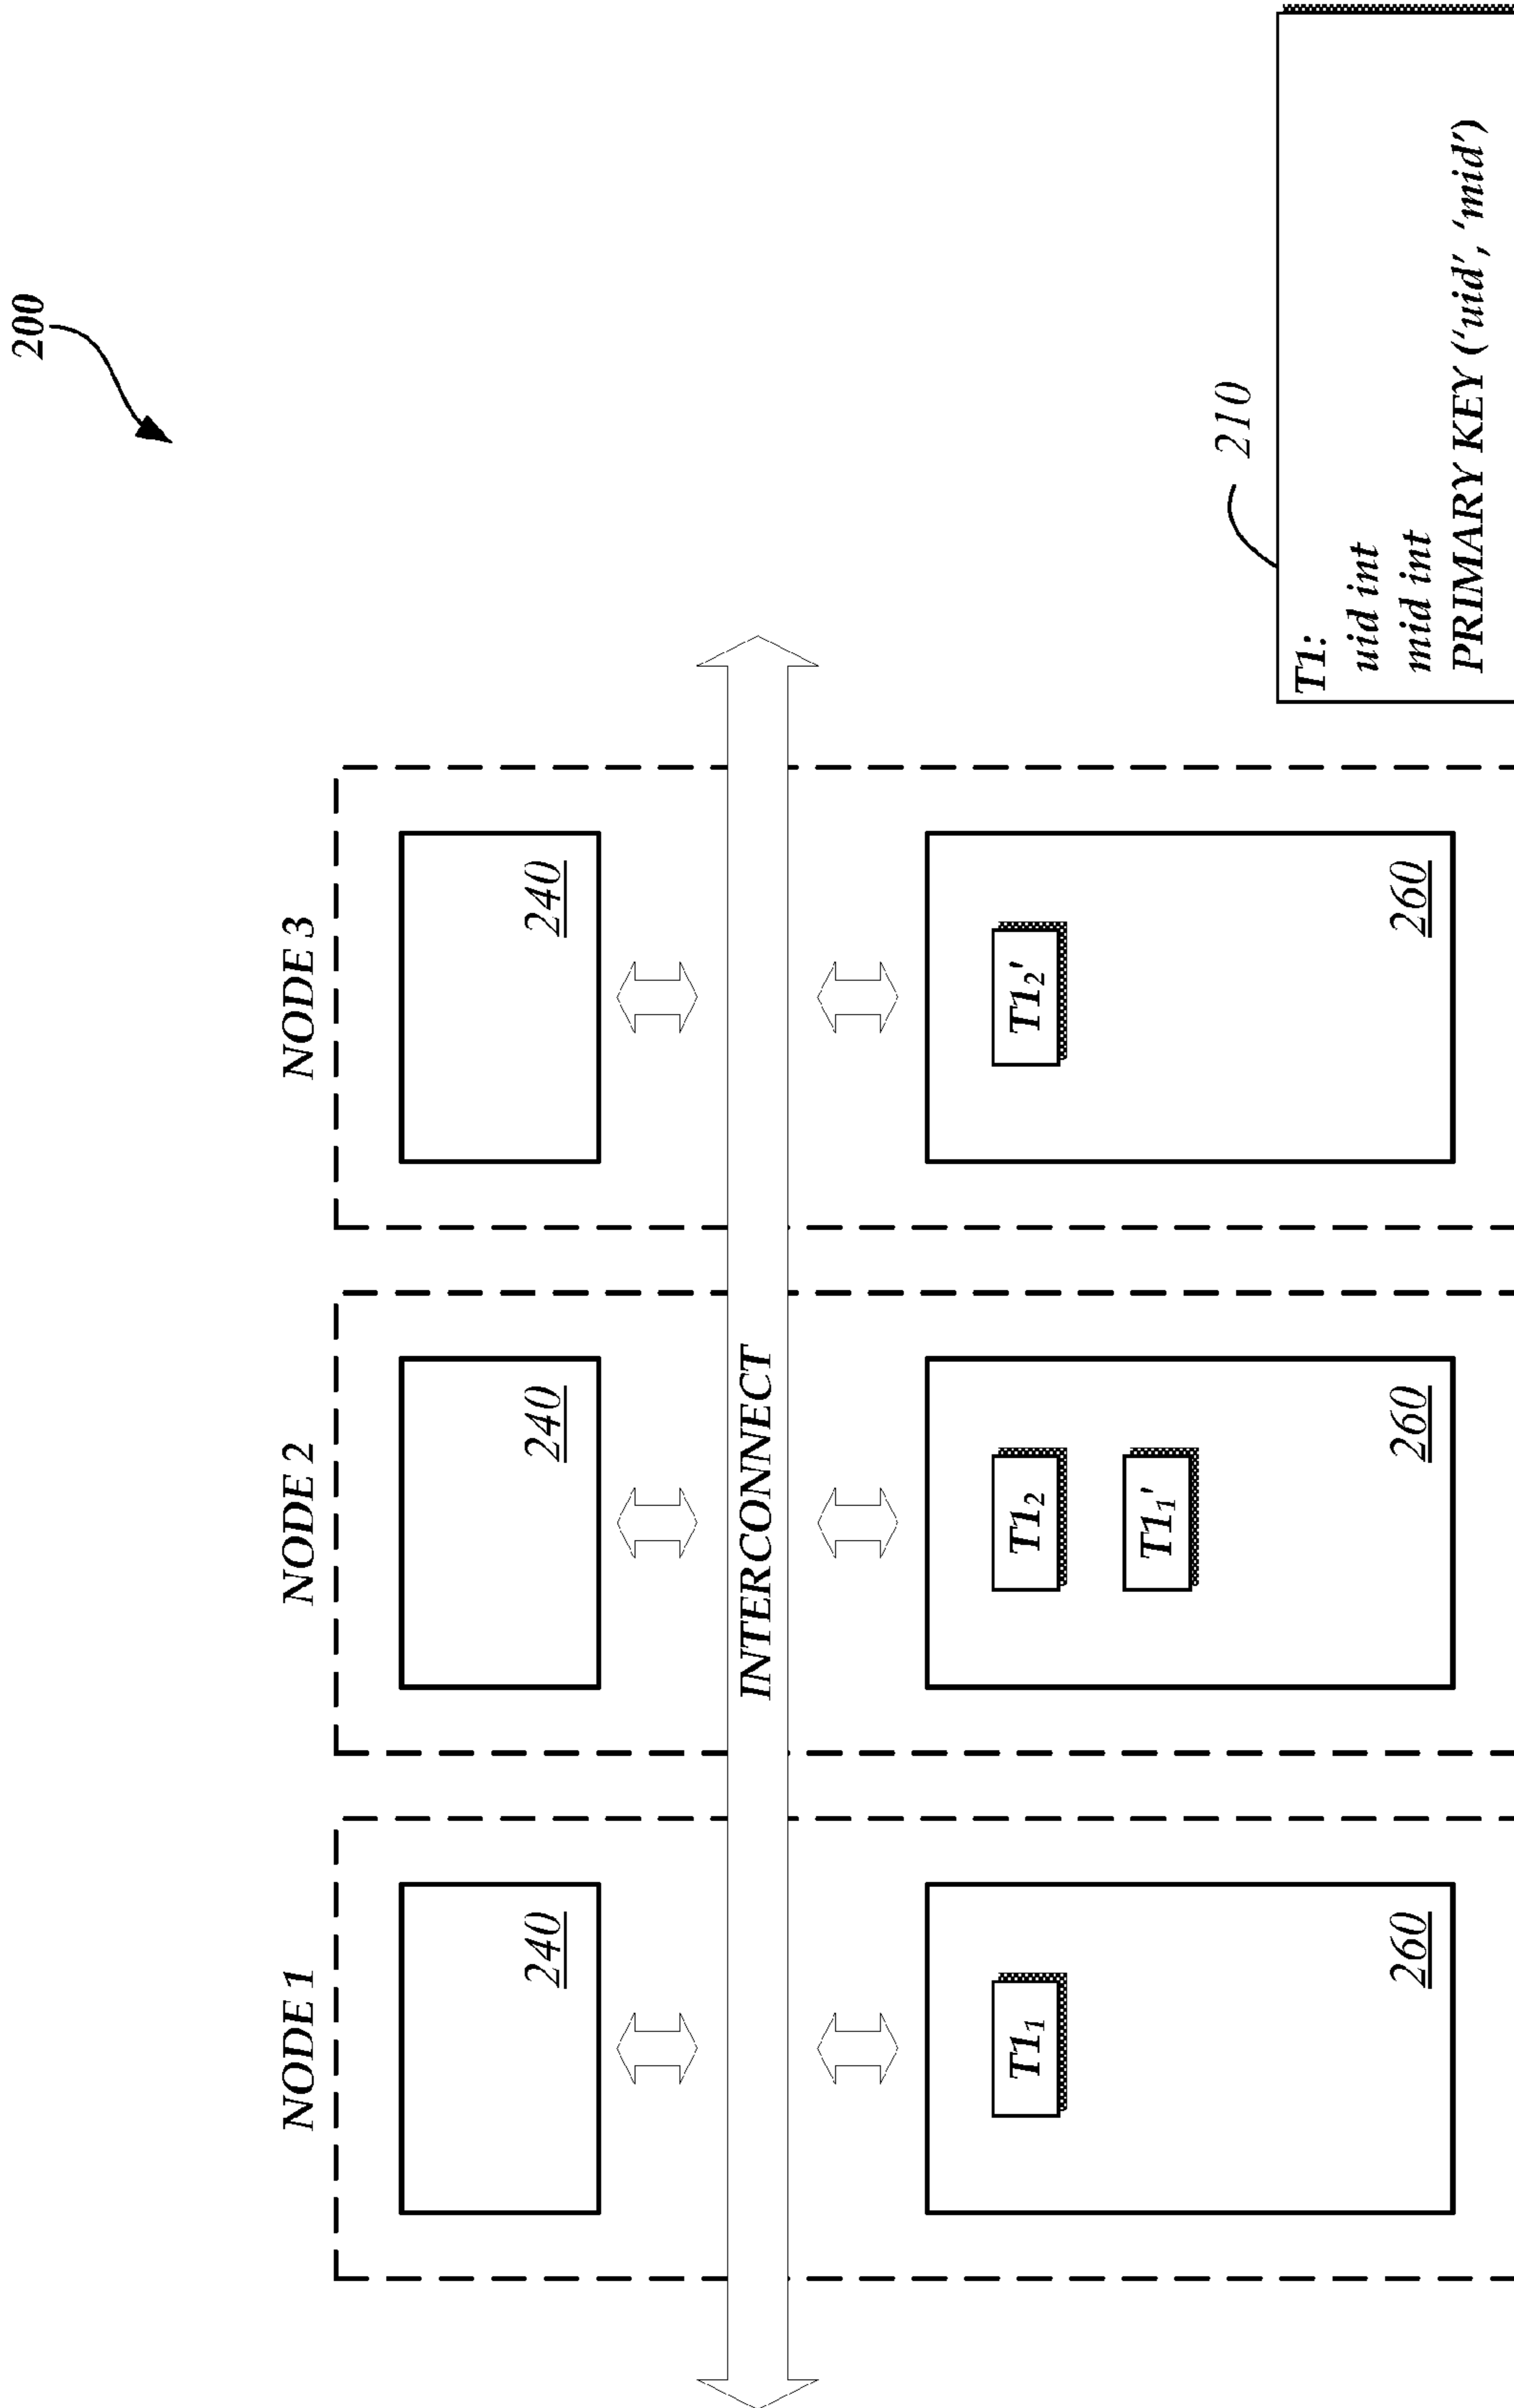 200
NODE 1
NODE 2
NODE 3
240
240
240
INTERCONNECT
T1₁
T1₂
T1₂'
T1₁'
260
260
260
210
T1:
uid int
mid int
PRIMARY KEY ('uid', 'mid')